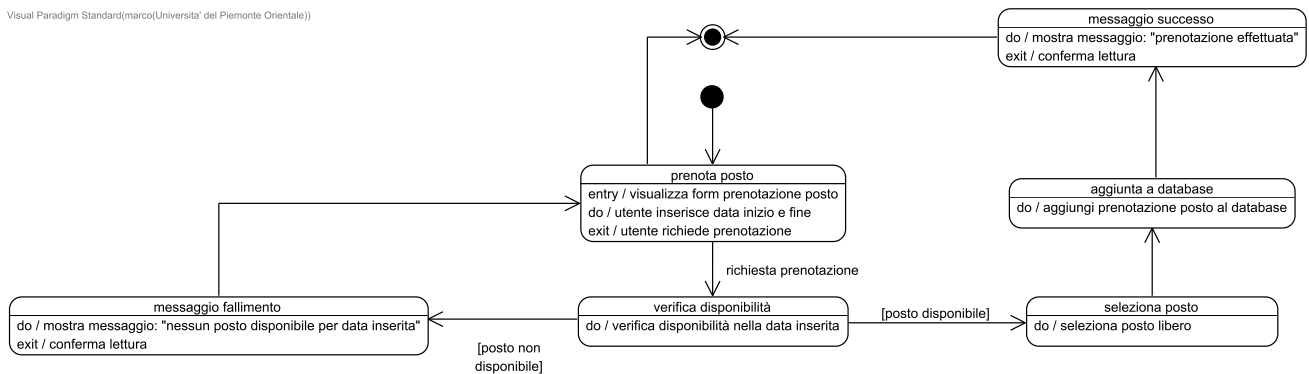 Visual Paradigm Standard(marco(Universita' del Piemonte Orientale))
messaggio successo
do / mostra messaggio: "prenotazione effettuata"
exit / conferma lettura
prenota posto
entry / visualizza form prenotazione posto
do / utente inserisce data inizio e fine
exit / utente richiede prenotazione
aggiunta a database
do / aggiungi prenotazione posto al database
richiesta prenotazione
messaggio fallimento
do / mostra messaggio: "nessun posto disponibile per data inserita"
exit / conferma lettura
verifica disponibilità
do / verifica disponibilità nella data inserita
[posto disponibile]
seleziona posto
do / seleziona posto libero
[posto non
disponibile]